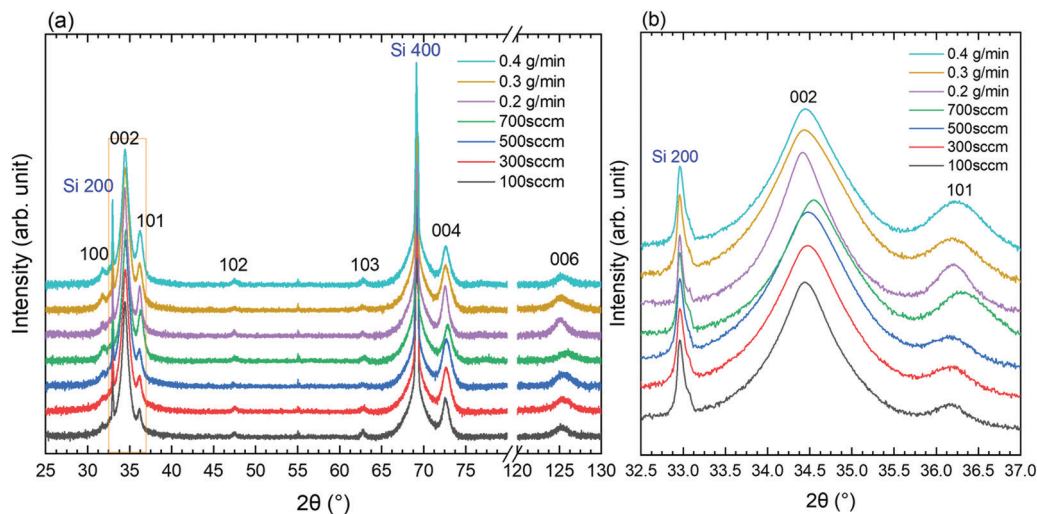 (a)
Si 400
0.4 g/min
0.3 g/min
0.2 g/min
700sccm
500sccm
300sccm
100sccm
002
Si 200
101
100
102
103
004
006
Intensity (arb. unit)
25 30 35 40 45 50 55 60 65 70 75 120 125 130
2θ (°)
(b)
0.4 g/min
0.3 g/min
0.2 g/min
700sccm
500sccm
300sccm
100sccm
002
Si 200
101
Intensity (arb. unit)
32.5 33.0 33.5 34.0 34.5 35.0 35.5 36.0 36.5 37.0
2θ (°)